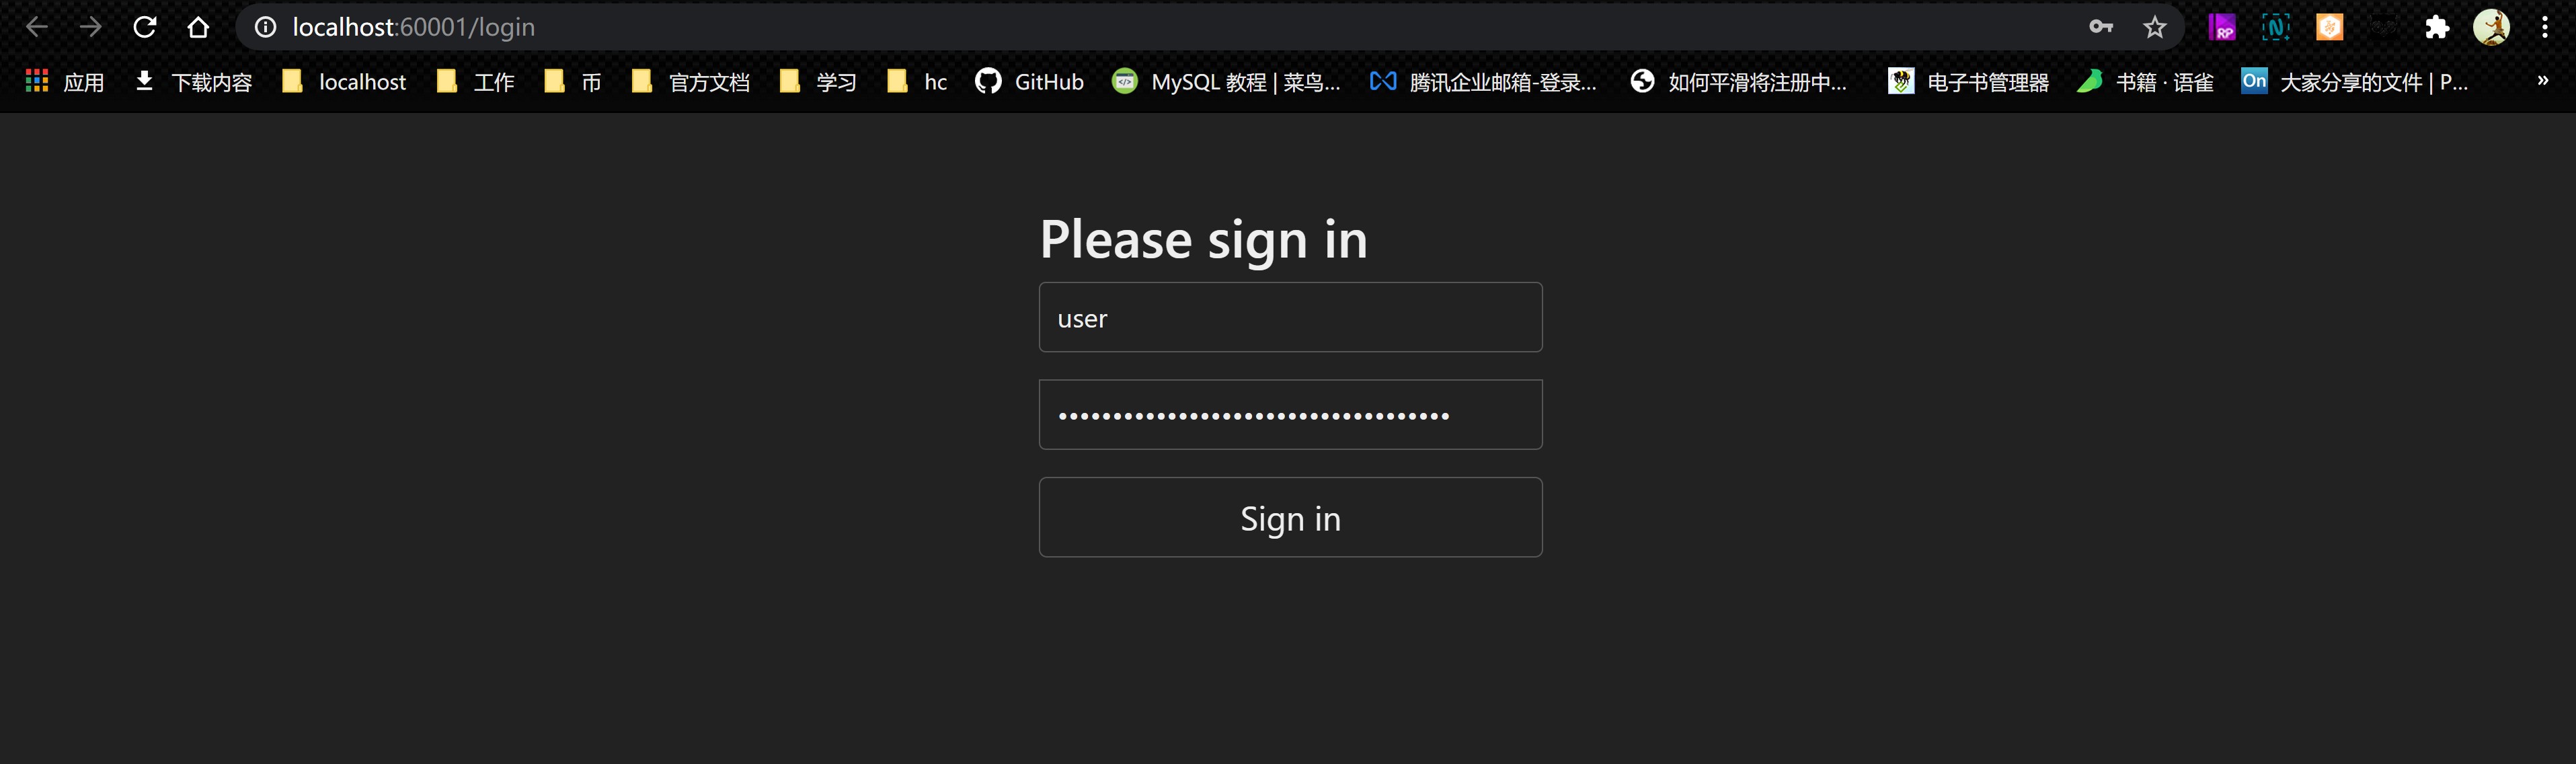 localhost:60001/login
应用 下载内容 localhost 工作 币 官方文档 学习 hc GitHub MySQL 教程 | 菜鸟... 腾讯企业邮箱-登录... 如何平滑将注册中... 电子书管理器 书籍 · 语雀 On 大家分享的文件 | P... »
Please sign in
user
••••••••••••••••••••••••••••••••••••
Sign in